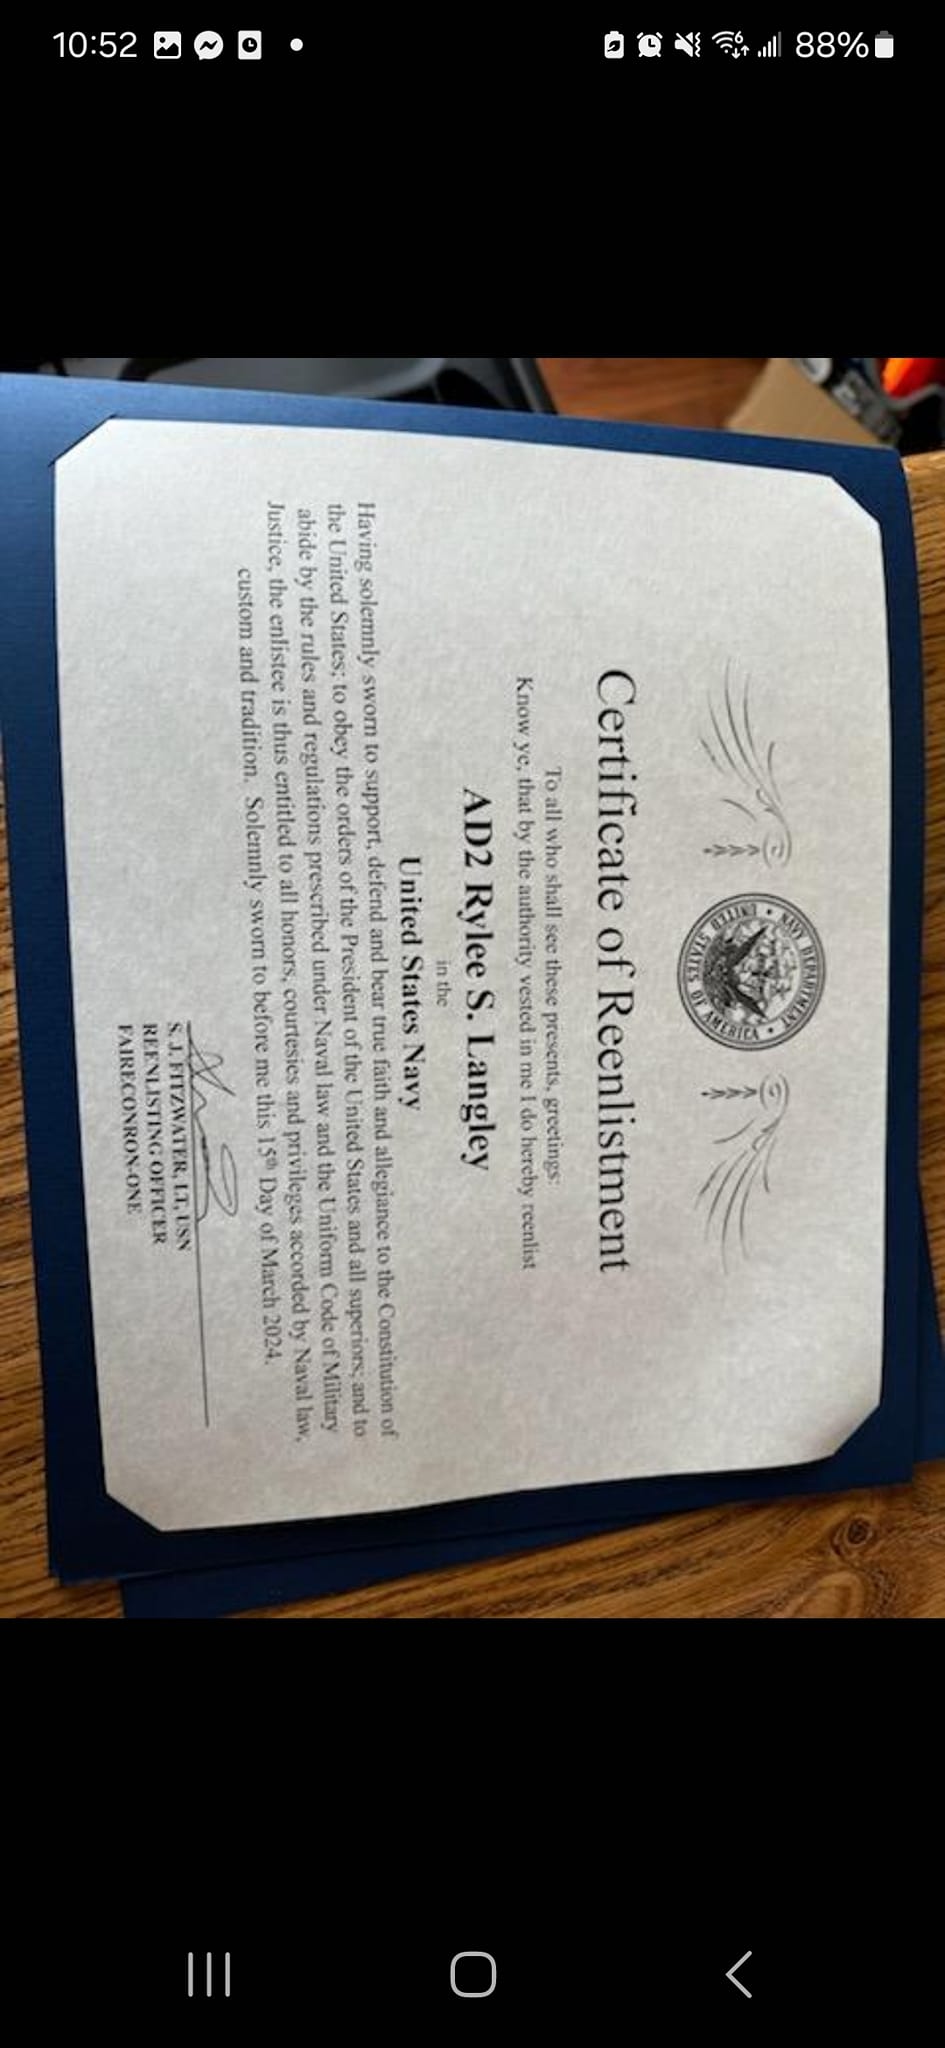 10:52
88%
NAVY DEPARTMENT
UNITED STATES OF AMERICA
Certificate of Reenlistment
To all who shall see these presents, greetings:
Know ye, that by the authority vested in me I do hereby reenlist
AD2 Rylee S. Langley
in the
United States Navy
Having solemnly sworn to support, defend and bear true faith and allegiance to the Constitution of
the United States; to obey the orders of the President of the United States and all superiors; and to
abide by the rules and regulations prescribed under Naval law and the Uniform Code of Military
Justice, the enlistee is thus entitled to all honors, courtesies and privileges accorded by Naval law,
custom and tradition. Solemnly sworn to before me this 15th Day of March 2024.
S. J. FITZWATER, LT, USN
REENLISTING OFFICER
FAIRECONRON-ONE